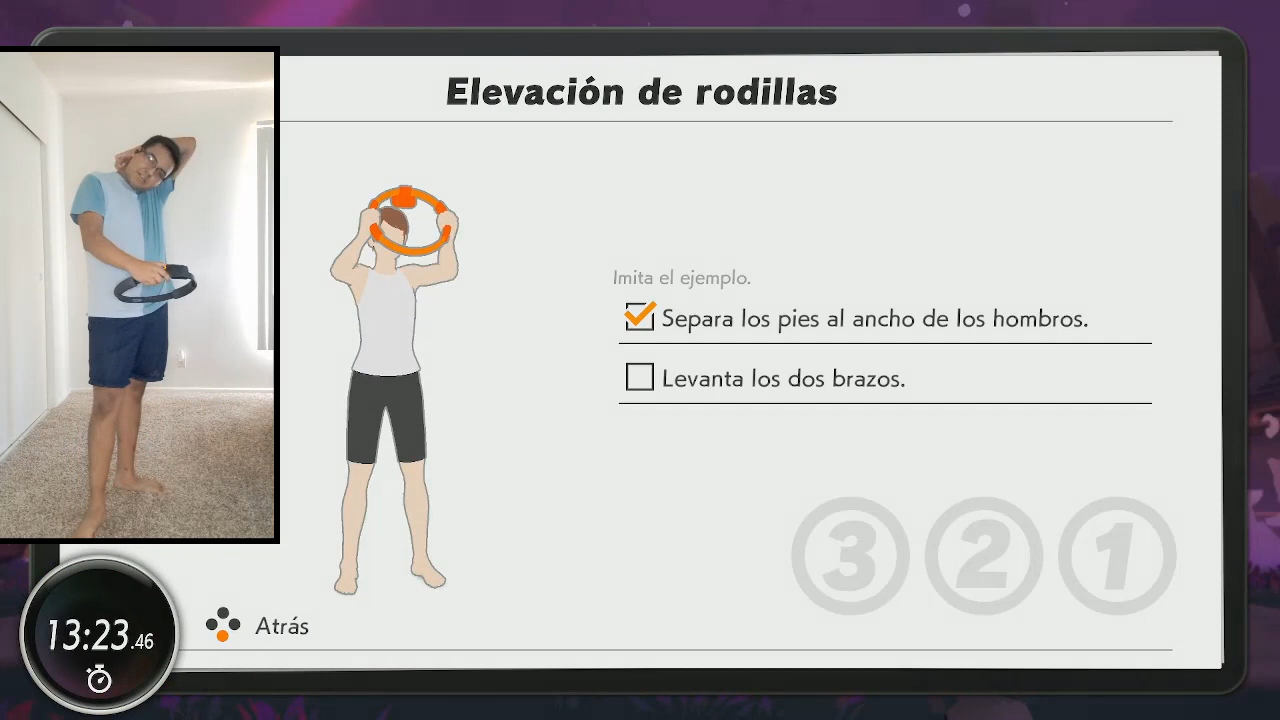 Elevación de rodillas
Imita el ejemplo.
Separa los pies al ancho de los hombros.
Levanta los dos brazos.
3 2 1
13:23.46
Atrás